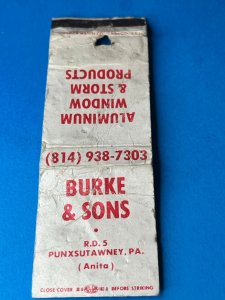 ALUMINUM
WINDOW
& STORM
PRODUCTS
(814) 938-7303
BURKE
& SONS
R.D. 5
PUNXSUTAWNEY, PA.
(Anita)
CLOSE COVER BEFORE STRIKING